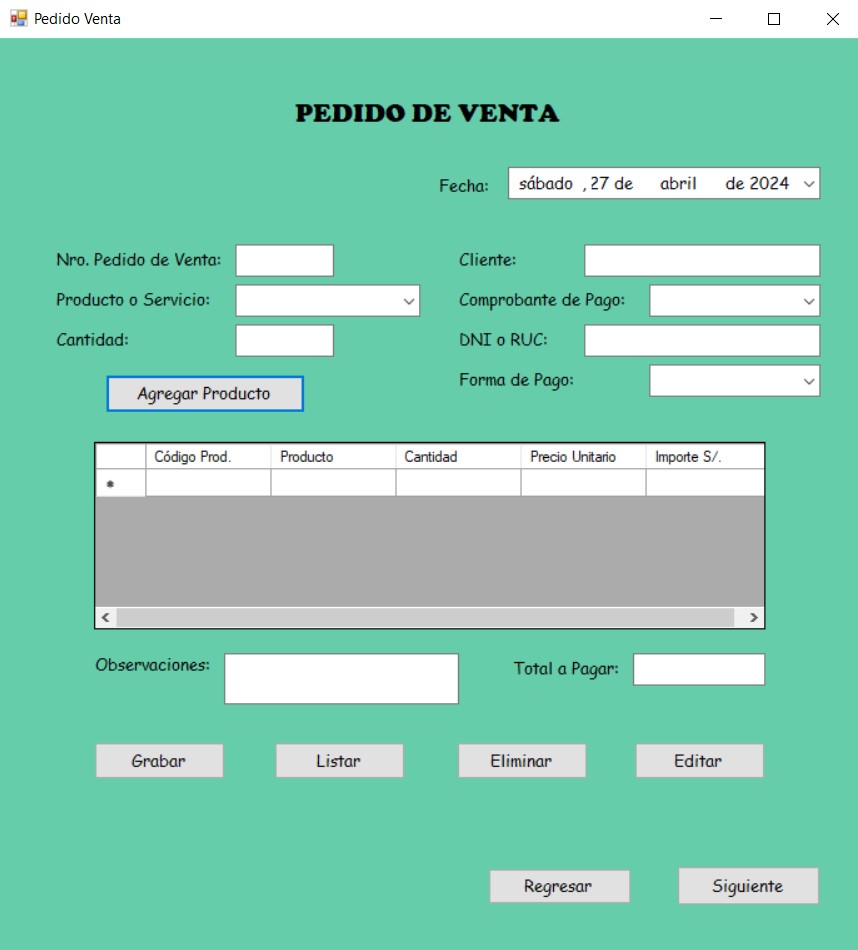 Pedido Venta
PEDIDO DE VENTA
Fecha: sábado , 27 de abril de 2024
Nro. Pedido de Venta:
Cliente:
Producto o Servicio:
Comprobante de Pago:
Cantidad:
DNI o RUC:
Forma de Pago:
Agregar Producto
Código Prod. Producto Cantidad Precio Unitario Importe S/.
*
Observaciones:
Total a Pagar:
Grabar Listar Eliminar Editar
Regresar Siguiente